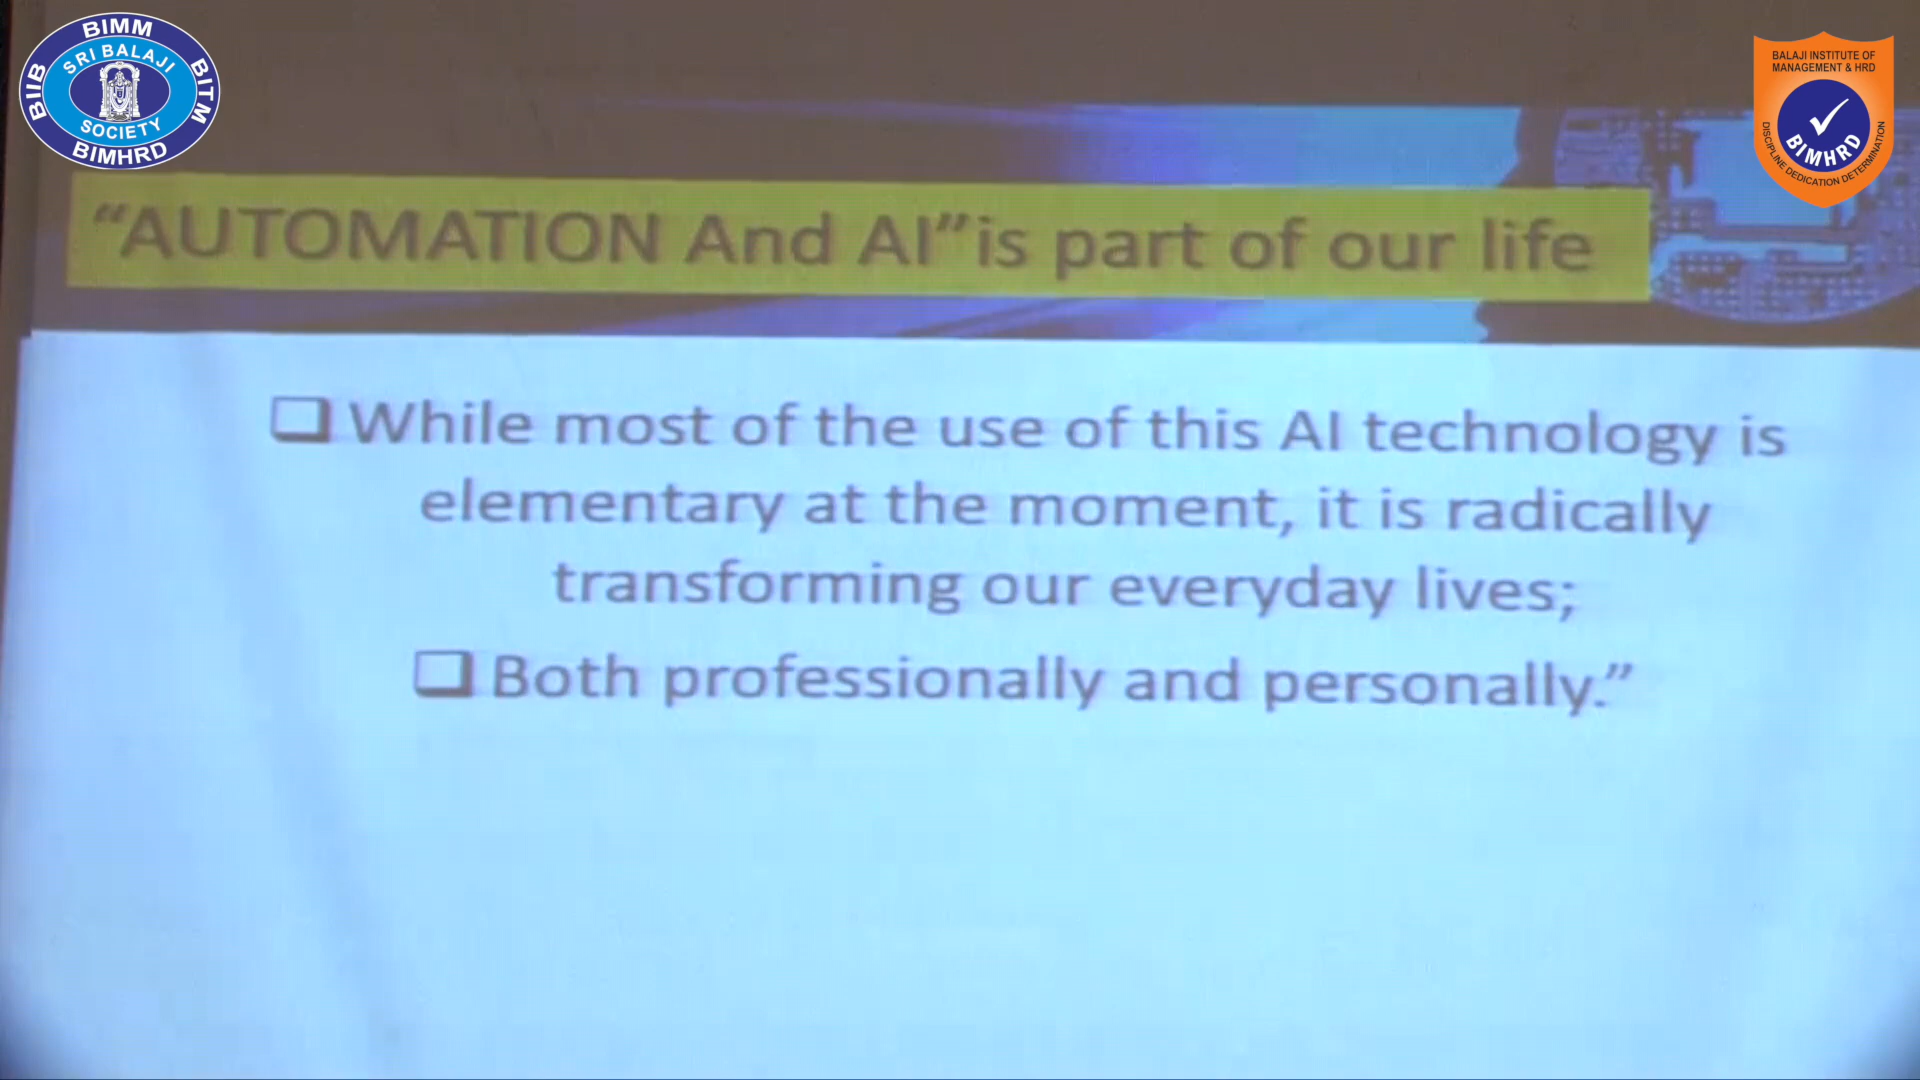 BIMM
SRI BALAJI
BIIB
BITM
SOCIETY
BIMHRD
BALAJI INSTITUTE OF
MANAGEMENT & HRD
BIMHRD
DISCIPLINE DEDICATION DETERMINATION
“AUTOMATION And AI” is part of our life
❑ While most of the use of this AI technology is
elementary at the moment, it is radically
transforming our everyday lives;
❑ Both professionally and personally.”